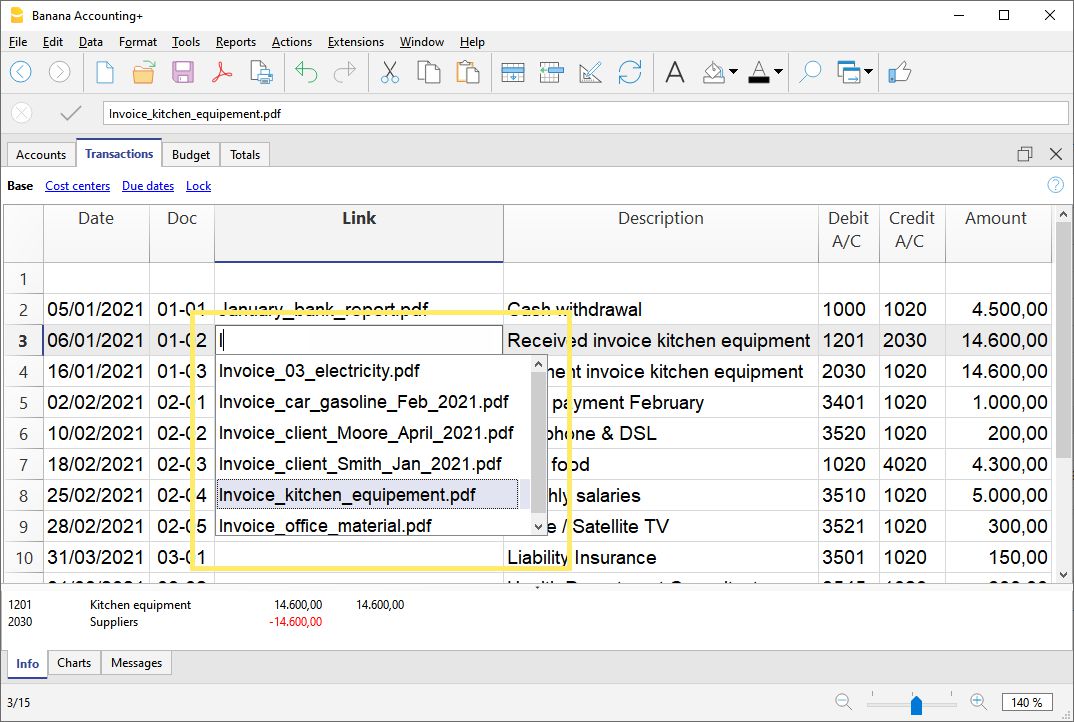 Banana Accounting+
File Edit Data Format Tools Reports Actions Extensions Window Help
Invoice_kitchen_equipement.pdf
Accounts Transactions Budget Totals
Base Cost centers Due dates Lock
Date Doc Link Description Debit A/C Credit A/C Amount
1
2 05/01/2021 01-01 January_bank_report.pdf Cash withdrawal 1000 1020 4.500,00
3 06/01/2021 01-02 I Received invoice kitchen equipment 1201 2030 14.600,00
4 16/01/2021 01-03 Invoice_03_electricity.pdf invoice kitchen equipment 2030 1020 14.600,00
5 02/02/2021 02-01 Invoice_car_gasoline_Feb_2021.pdf payment February 3401 1020 1.000,00
6 10/02/2021 02-02 Invoice_client_Moore_April_2021.pdf phone & DSL 3520 1020 200,00
7 18/02/2021 02-03 Invoice_client_Smith_Jan_2021.pdf food 1020 4020 4.300,00
8 25/02/2021 02-04 Invoice_kitchen_equipement.pdf salaries 3510 1020 5.000,00
9 28/02/2021 02-05 Invoice_office_material.pdf / Satellite TV 3521 1020 300,00
10 31/03/2021 03-01 Liability Insurance 3501 1020 150,00
1201 Kitchen equipment 14.600,00 14.600,00
2030 Suppliers -14.600,00
Info Charts Messages
3/15 140 %